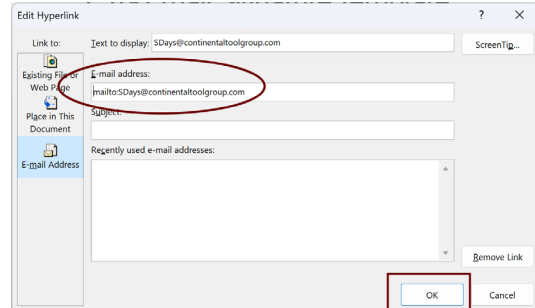 Edit Hyperlink ? ×
Link to:
Text to display: SDays@continentaltoolgroup.com
ScreenTip...
Existing File or
Web Page
E-mail address:
mailto:SDays@continentaltoolgroup.com
Place in This
Document
Subject:
E-mail Address
Recently used e-mail addresses:
Remove Link
OK
Cancel